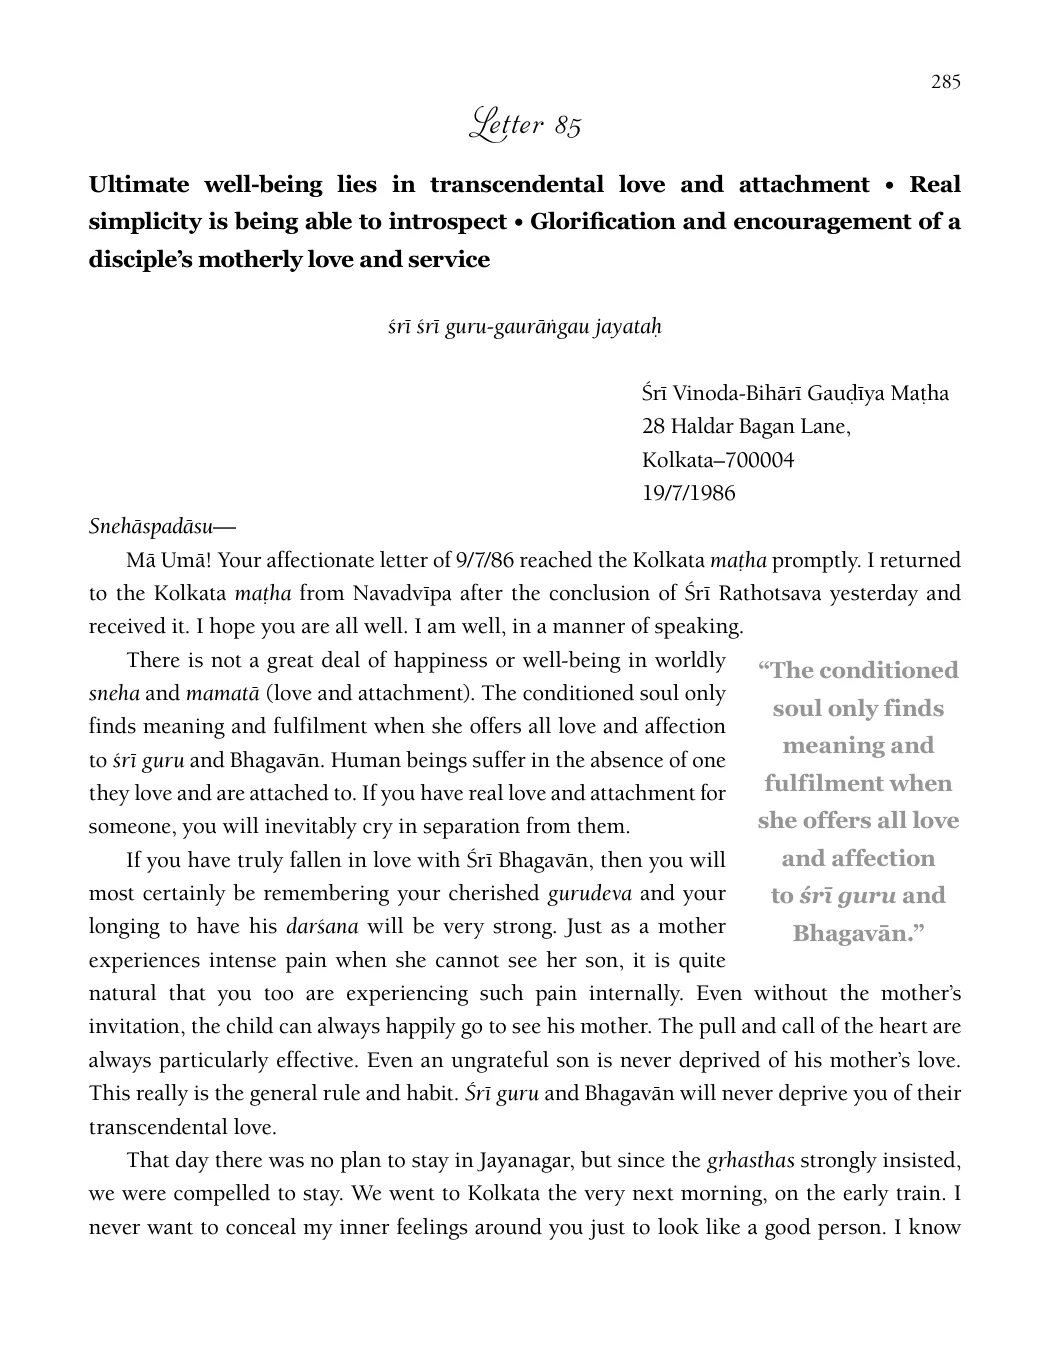 285
Letter 85
Ultimate well-being lies in transcendental love and attachment • Real
simplicity is being able to introspect • Glorification and encouragement of a
disciple’s motherly love and service
śrī śrī guru-gaurāṅgau jayataḥ
Śrī Vinoda-Bihārī Gauḍīya Maṭha
28 Haldar Bagan Lane,
Kolkata–700004
19/7/1986
Snehāspadāsu—
Mā Umā! Your affectionate letter of 9/7/86 reached the Kolkata maṭha promptly. I returned
to the Kolkata maṭha from Navadvīpa after the conclusion of Śrī Rathotsava yesterday and
received it. I hope you are all well. I am well, in a manner of speaking.
There is not a great deal of happiness or well-being in worldly
sneha and mamatā (love and attachment). The conditioned soul only
finds meaning and fulfilment when she offers all love and affection
to śrī guru and Bhagavān. Human beings suffer in the absence of one
they love and are attached to. If you have real love and attachment for
someone, you will inevitably cry in separation from them.
If you have truly fallen in love with Śrī Bhagavān, then you will
most certainly be remembering your cherished gurudeva and your
longing to have his darśana will be very strong. Just as a mother
experiences intense pain when she cannot see her son, it is quite
natural that you too are experiencing such pain internally. Even without the mother’s
invitation, the child can always happily go to see his mother. The pull and call of the heart are
always particularly effective. Even an ungrateful son is never deprived of his mother’s love.
This really is the general rule and habit. Śrī guru and Bhagavān will never deprive you of their
transcendental love.
“The conditioned
soul only finds
meaning and
fulfilment when
she offers all love
and affection
to śrī guru and
Bhagavān.”
That day there was no plan to stay in Jayanagar, but since the gṛhasthas strongly insisted,
we were compelled to stay. We went to Kolkata the very next morning, on the early train. I
never want to conceal my inner feelings around you just to look like a good person. I know